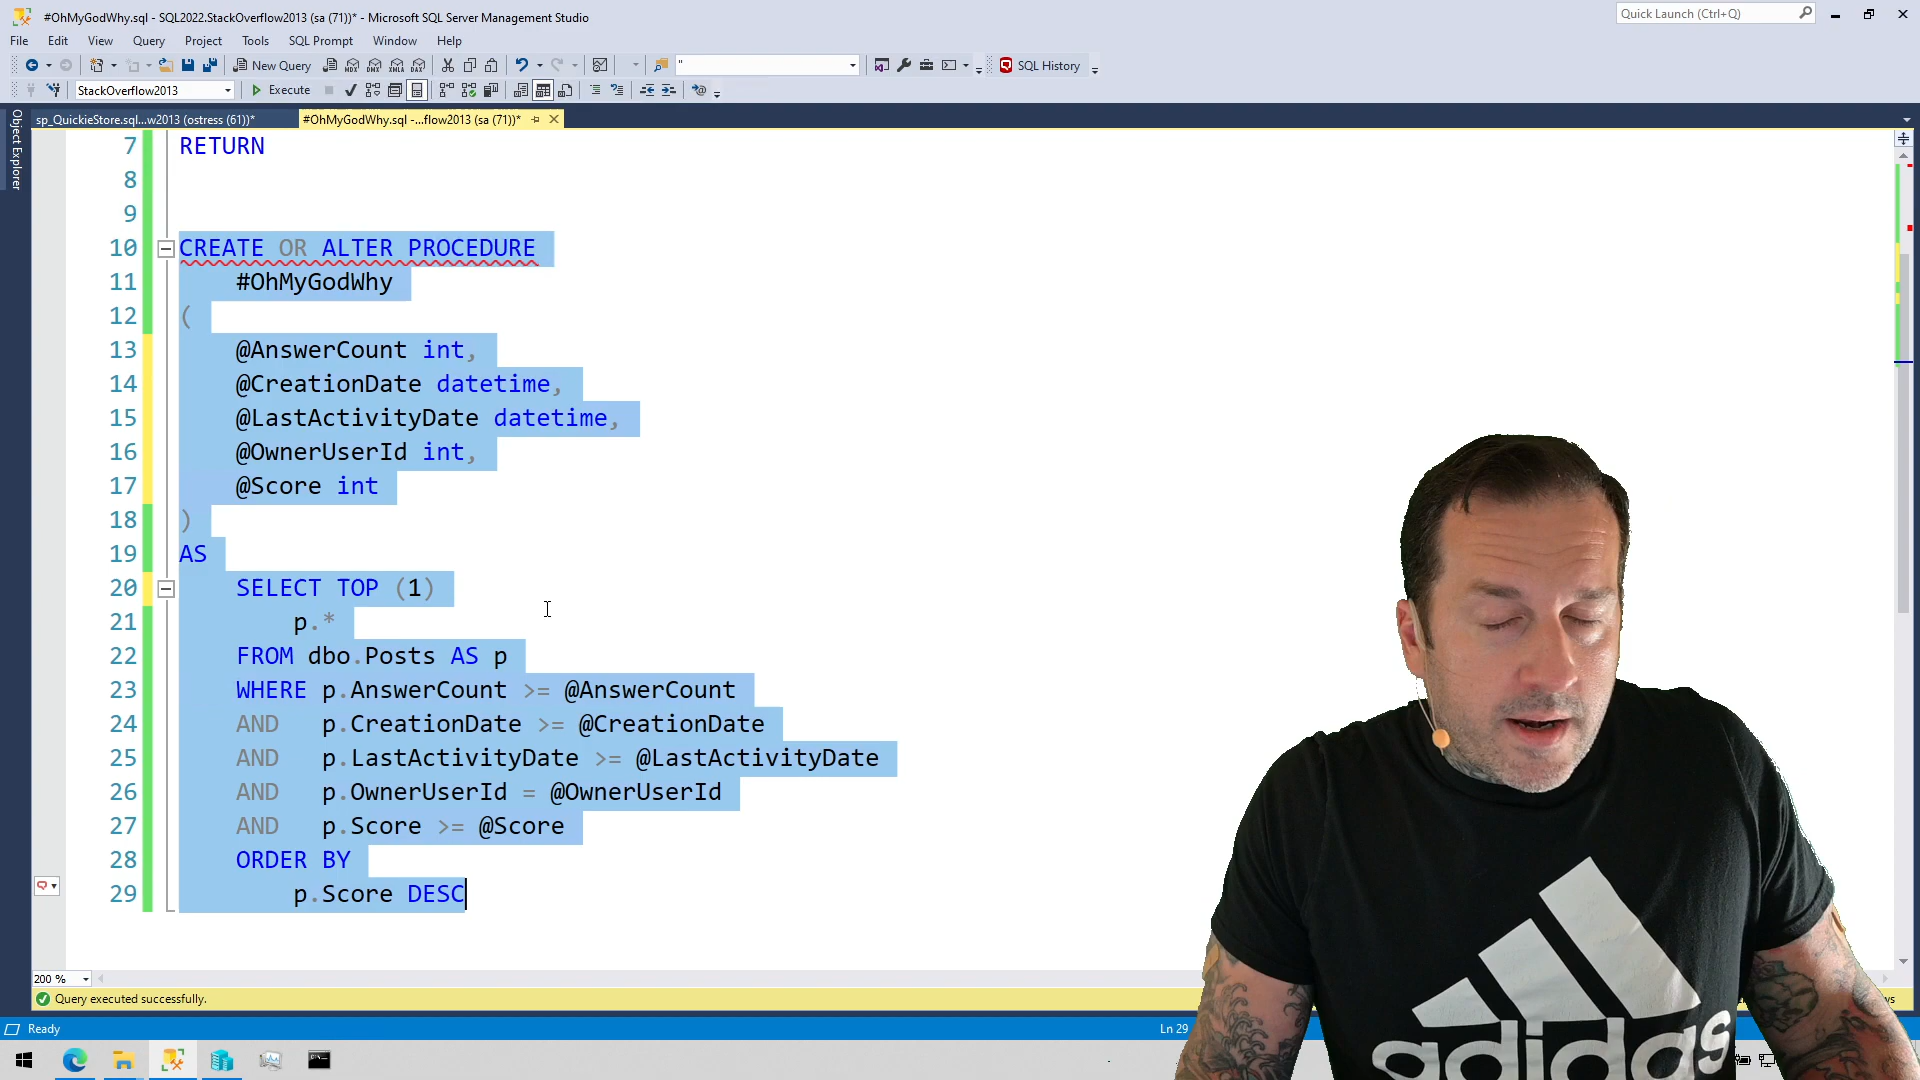 #OhMyGodWhy.sql - SQL2022.StackOverflow2013 (sa (71))* - Microsoft SQL Server Management Studio
Quick Launch (Ctrl+Q)
File Edit View Query Project Tools SQL Prompt Window Help
New Query
MDX DMX XMLA DAX
"
SQL History
StackOverflow2013
Execute
sp_QuickieStore.sql...w2013 (ostress (61))*
#OhMyGodWhy.sql -...flow2013 (sa (71))*
Object Explorer
7 RETURN
8
9
10 CREATE OR ALTER PROCEDURE
11 #OhMyGodWhy
12 (
13 @AnswerCount int,
14 @CreationDate datetime,
15 @LastActivityDate datetime,
16 @OwnerUserId int,
17 @Score int
18 )
19 AS
20 SELECT TOP (1)
21 p.*
22 FROM dbo.Posts AS p
23 WHERE p.AnswerCount >= @AnswerCount
24 AND p.CreationDate >= @CreationDate
25 AND p.LastActivityDate >= @LastActivityDate
26 AND p.OwnerUserId = @OwnerUserId
27 AND p.Score >= @Score
28 ORDER BY
29 p.Score DESC
200 %
Query executed successfully.
Ready
Ln 29
adidas